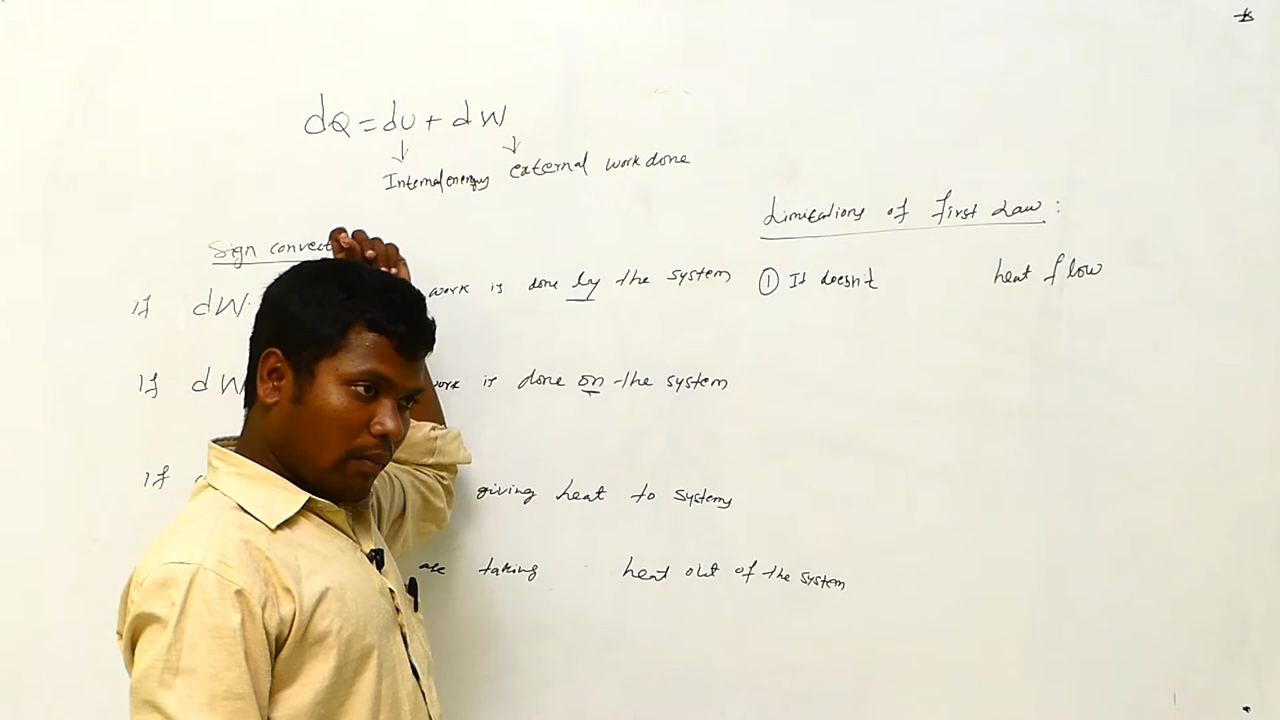 dQ = dU + dW
↓ ↓
Internal energy external work done
Limitations of first Law :
Sign
If dW work is done by the system
① It doesn't heat flow
If dW work is done on the system
If giving heat to system
are taking heat out of the system